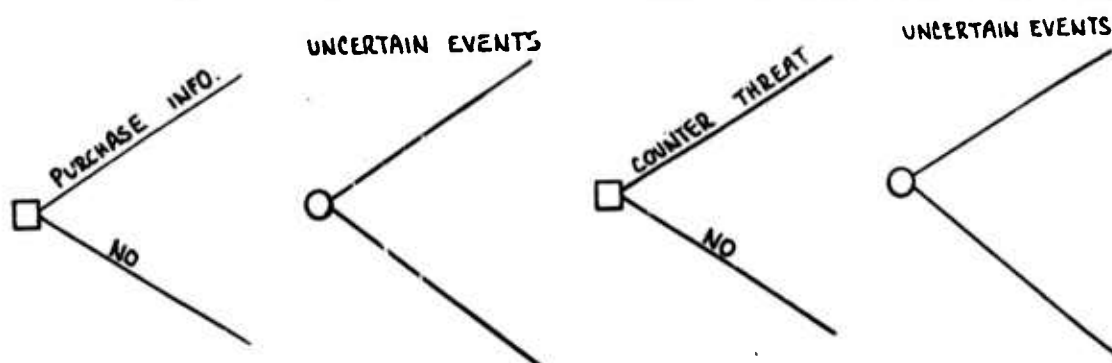 PURCHASE INFO.
NO
UNCERTAIN EVENTS
COUNTER THREAT
NO
UNCERTAIN EVENTS